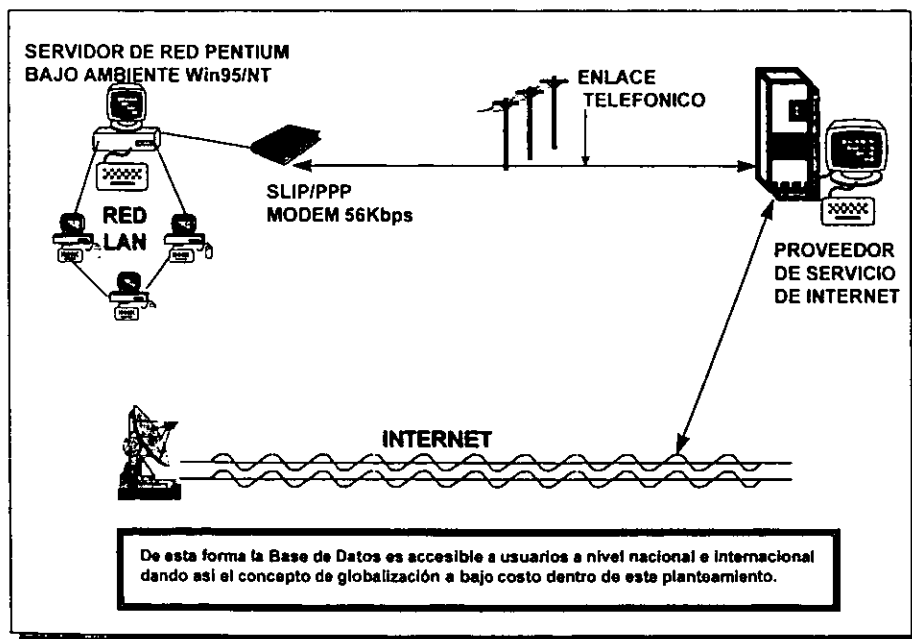 SERVIDOR DE RED PENTIUM
BAJO AMBIENTE Win95/NT
RED
LAN
SLIP/PPP
MODEM 56Kbps
ENLACE
TELEFONICO
PROVEEDOR
DE SERVICIO
DE INTERNET
INTERNET
De esta forma la Base de Datos es accesible a usuarios a nivel nacional e internacional
dando asi el concepto de globalización a bajo costo dentro de este planteamiento.